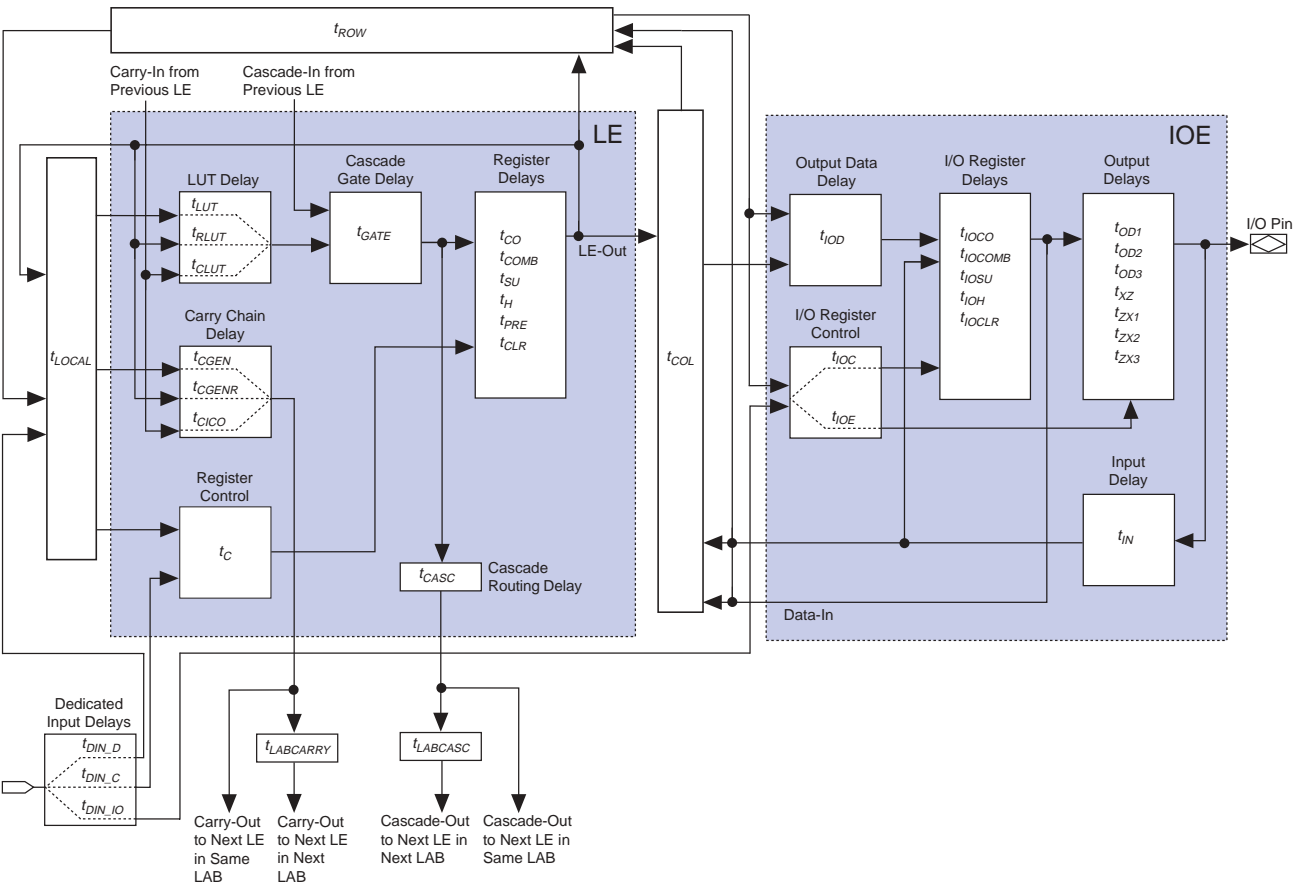 tROW
Carry-In from
Previous LE
Cascade-In from
Previous LE
LE
IOE
LUT Delay
tLUT
tRLUT
tCLUT
Cascade
Gate Delay
tGATE
Register
Delays
tCO
tCOMB
tSU
tH
tPRE
tCLR
LE-Out
Carry Chain
Delay
tCGEN
tCGENR
tCICO
tLOCAL
Register
Control
tC
tCASC
Cascade
Routing Delay
tCOL
Output Data
Delay
tIOD
I/O Register
Delays
tIOCO
tIOCOMB
tIOSU
tIOH
tIOCLR
Output
Delays
tOD1
tOD2
tOD3
tXZ
tZX1
tZX2
tZX3
I/O Pin
I/O Register
Control
tIOC
tIOE
Input
Delay
tIN
Data-In
Dedicated
Input Delays
tDIN_D
tDIN_C
tDIN_IO
tLABCARRY
tLABCASC
Carry-Out
to Next LE
in Same
LAB
Carry-Out
to Next LE
in Next
LAB
Cascade-Out
to Next LE in
Next LAB
Cascade-Out
to Next LE in
Same LAB